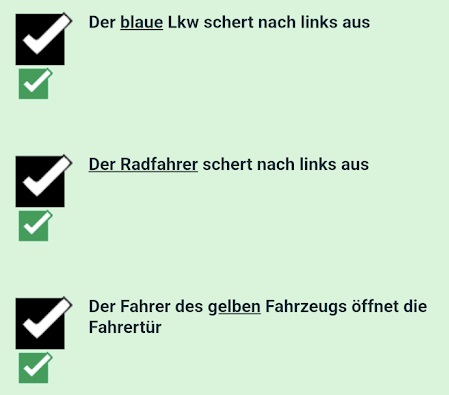 Der blaue Lkw schert nach links aus
Der Radfahrer schert nach links aus
Der Fahrer des gelben Fahrzeugs öffnet die
Fahrertür